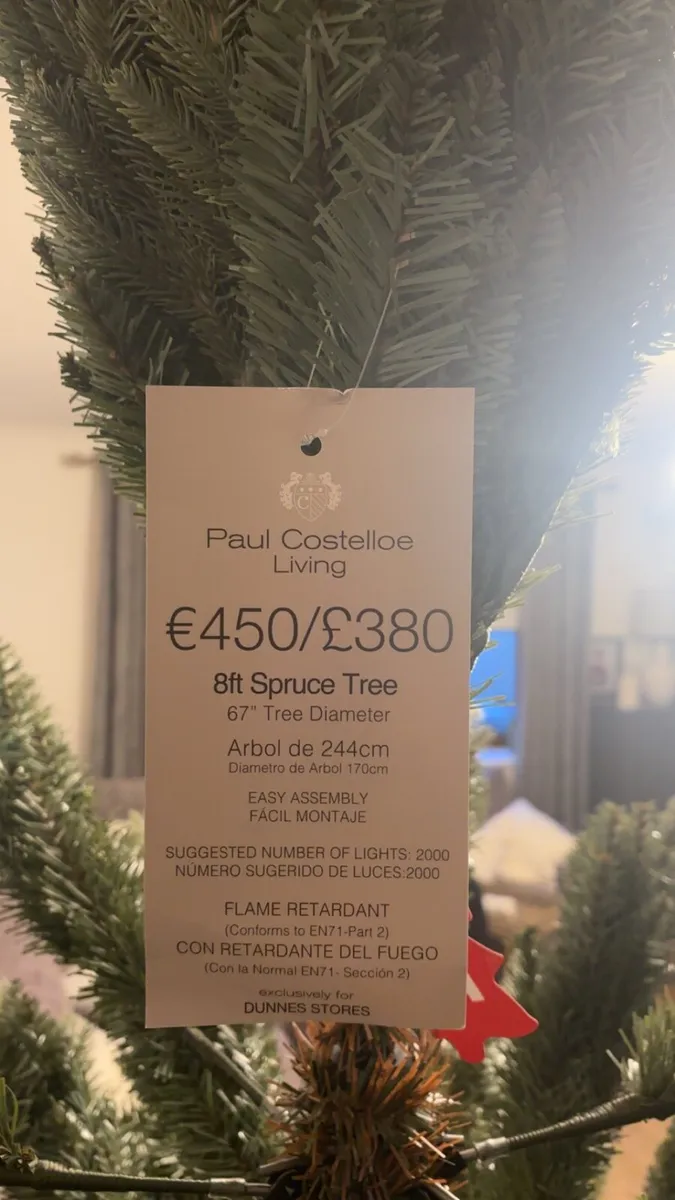 C
Paul Costelloe
Living
€450/£380
8ft Spruce Tree
67" Tree Diameter
Arbol de 244cm
Diametro de Arbol 170cm
EASY ASSEMBLY
FÁCIL MONTAJE
SUGGESTED NUMBER OF LIGHTS: 2000
NÚMERO SUGERIDO DE LUCES:2000
FLAME RETARDANT
(Conforms to EN71-Part 2)
CON RETARDANTE DEL FUEGO
(Con la Normal EN71- Sección 2)
exclusively for
DUNNES STORES